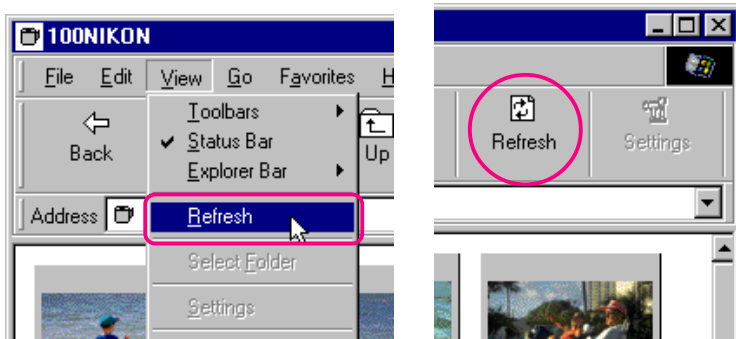 100NIKON
File Edit View Go Favorites H
Back
Up
Toolbars
Status Bar
Explorer Bar
Address
Refresh
Select Folder
Settings
Refresh
Settings